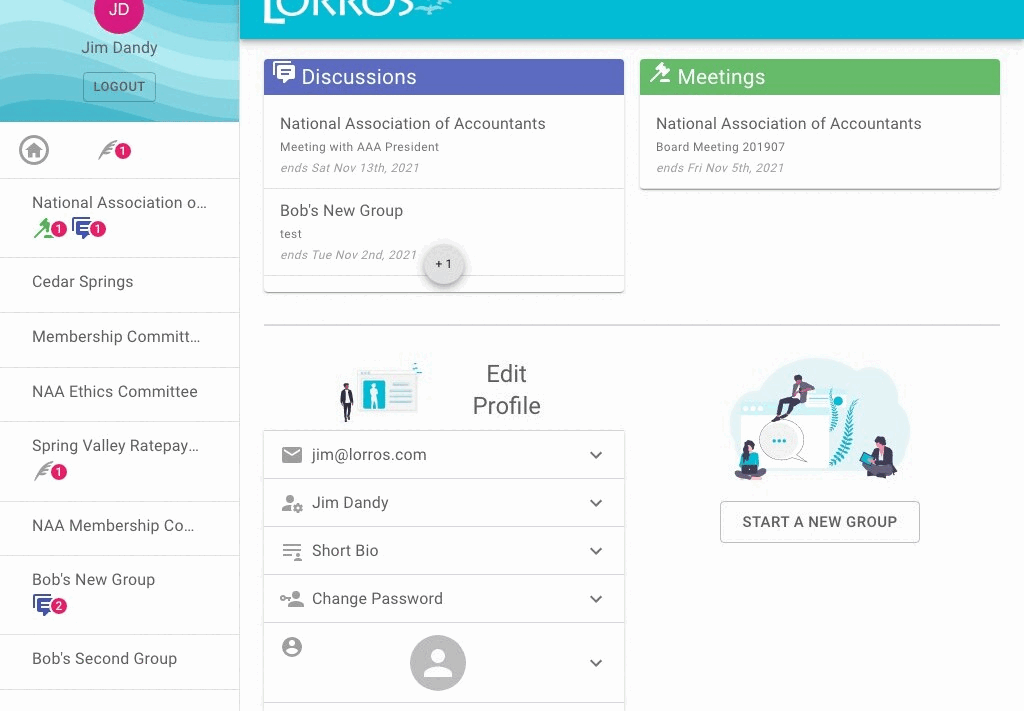 JD
Jim Dandy
LOGOUT
1
National Association o...
1 1
Cedar Springs
Membership Committ...
NAA Ethics Committee
Spring Valley Ratepay...
1
NAA Membership Co...
Bob's New Group
2
Bob's Second Group
LORROS
Discussions
National Association of Accountants
Meeting with AAA President
ends Sat Nov 13th, 2021
Bob's New Group
test
ends Tue Nov 2nd, 2021
+ 1
Meetings
National Association of Accountants
Board Meeting 201907
ends Fri Nov 5th, 2021
Edit
Profile
jim@lorros.com
Jim Dandy
Short Bio
Change Password
START A NEW GROUP